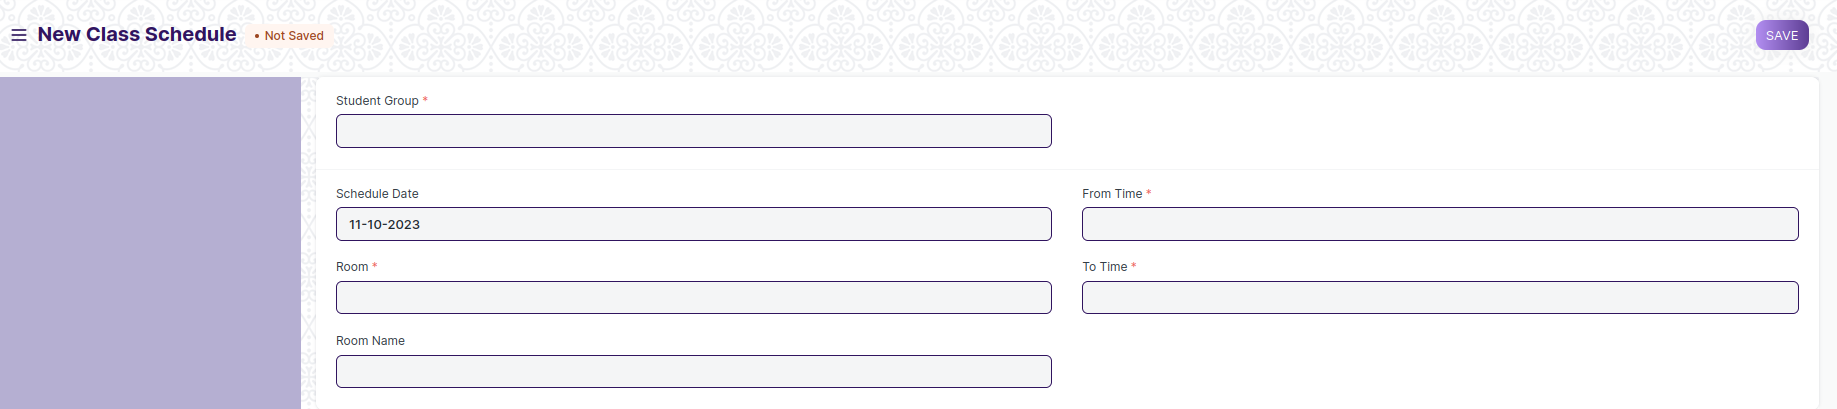 New Class Schedule
• Not Saved
SAVE
Student Group *
Schedule Date
11-10-2023
From Time *
Room *
To Time *
Room Name